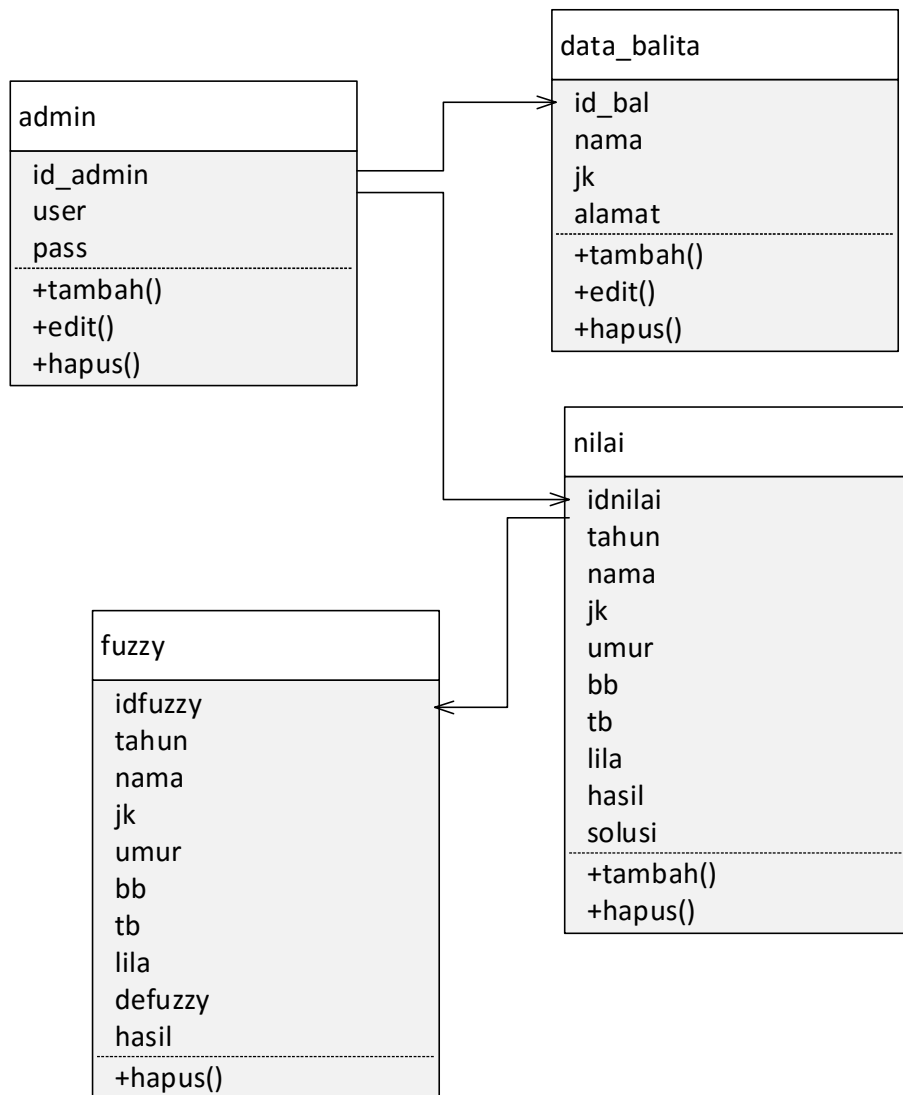 admin
id_admin
user
pass
+tambah()
+edit()
+hapus()
data_balita
id_bal
nama
jk
alamat
+tambah()
+edit()
+hapus()
nilai
idnilai
tahun
nama
jk
umur
bb
tb
lila
hasil
solusi
+tambah()
+hapus()
fuzzy
idfuzzy
tahun
nama
jk
umur
bb
tb
lila
defuzzy
hasil
+hapus()